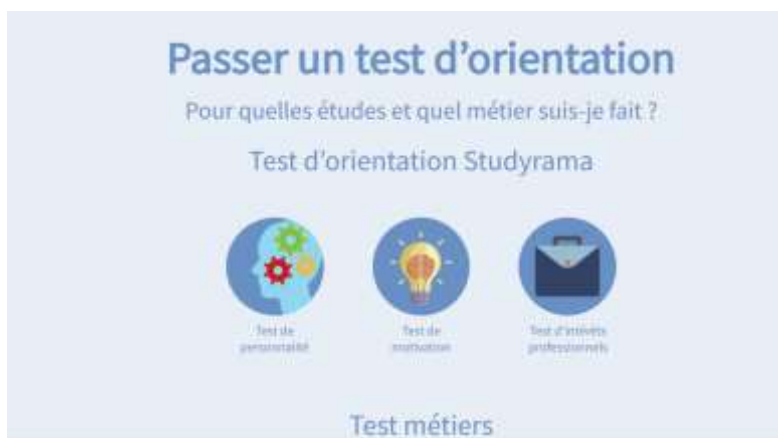 Passer un test d'orientation
Pour quelles études et quel métier suis-je fait ?
Test d'orientation Studyrama
Test de
personnalité
Test de
motivation
Test d'intérêts
professionnels
Test métiers